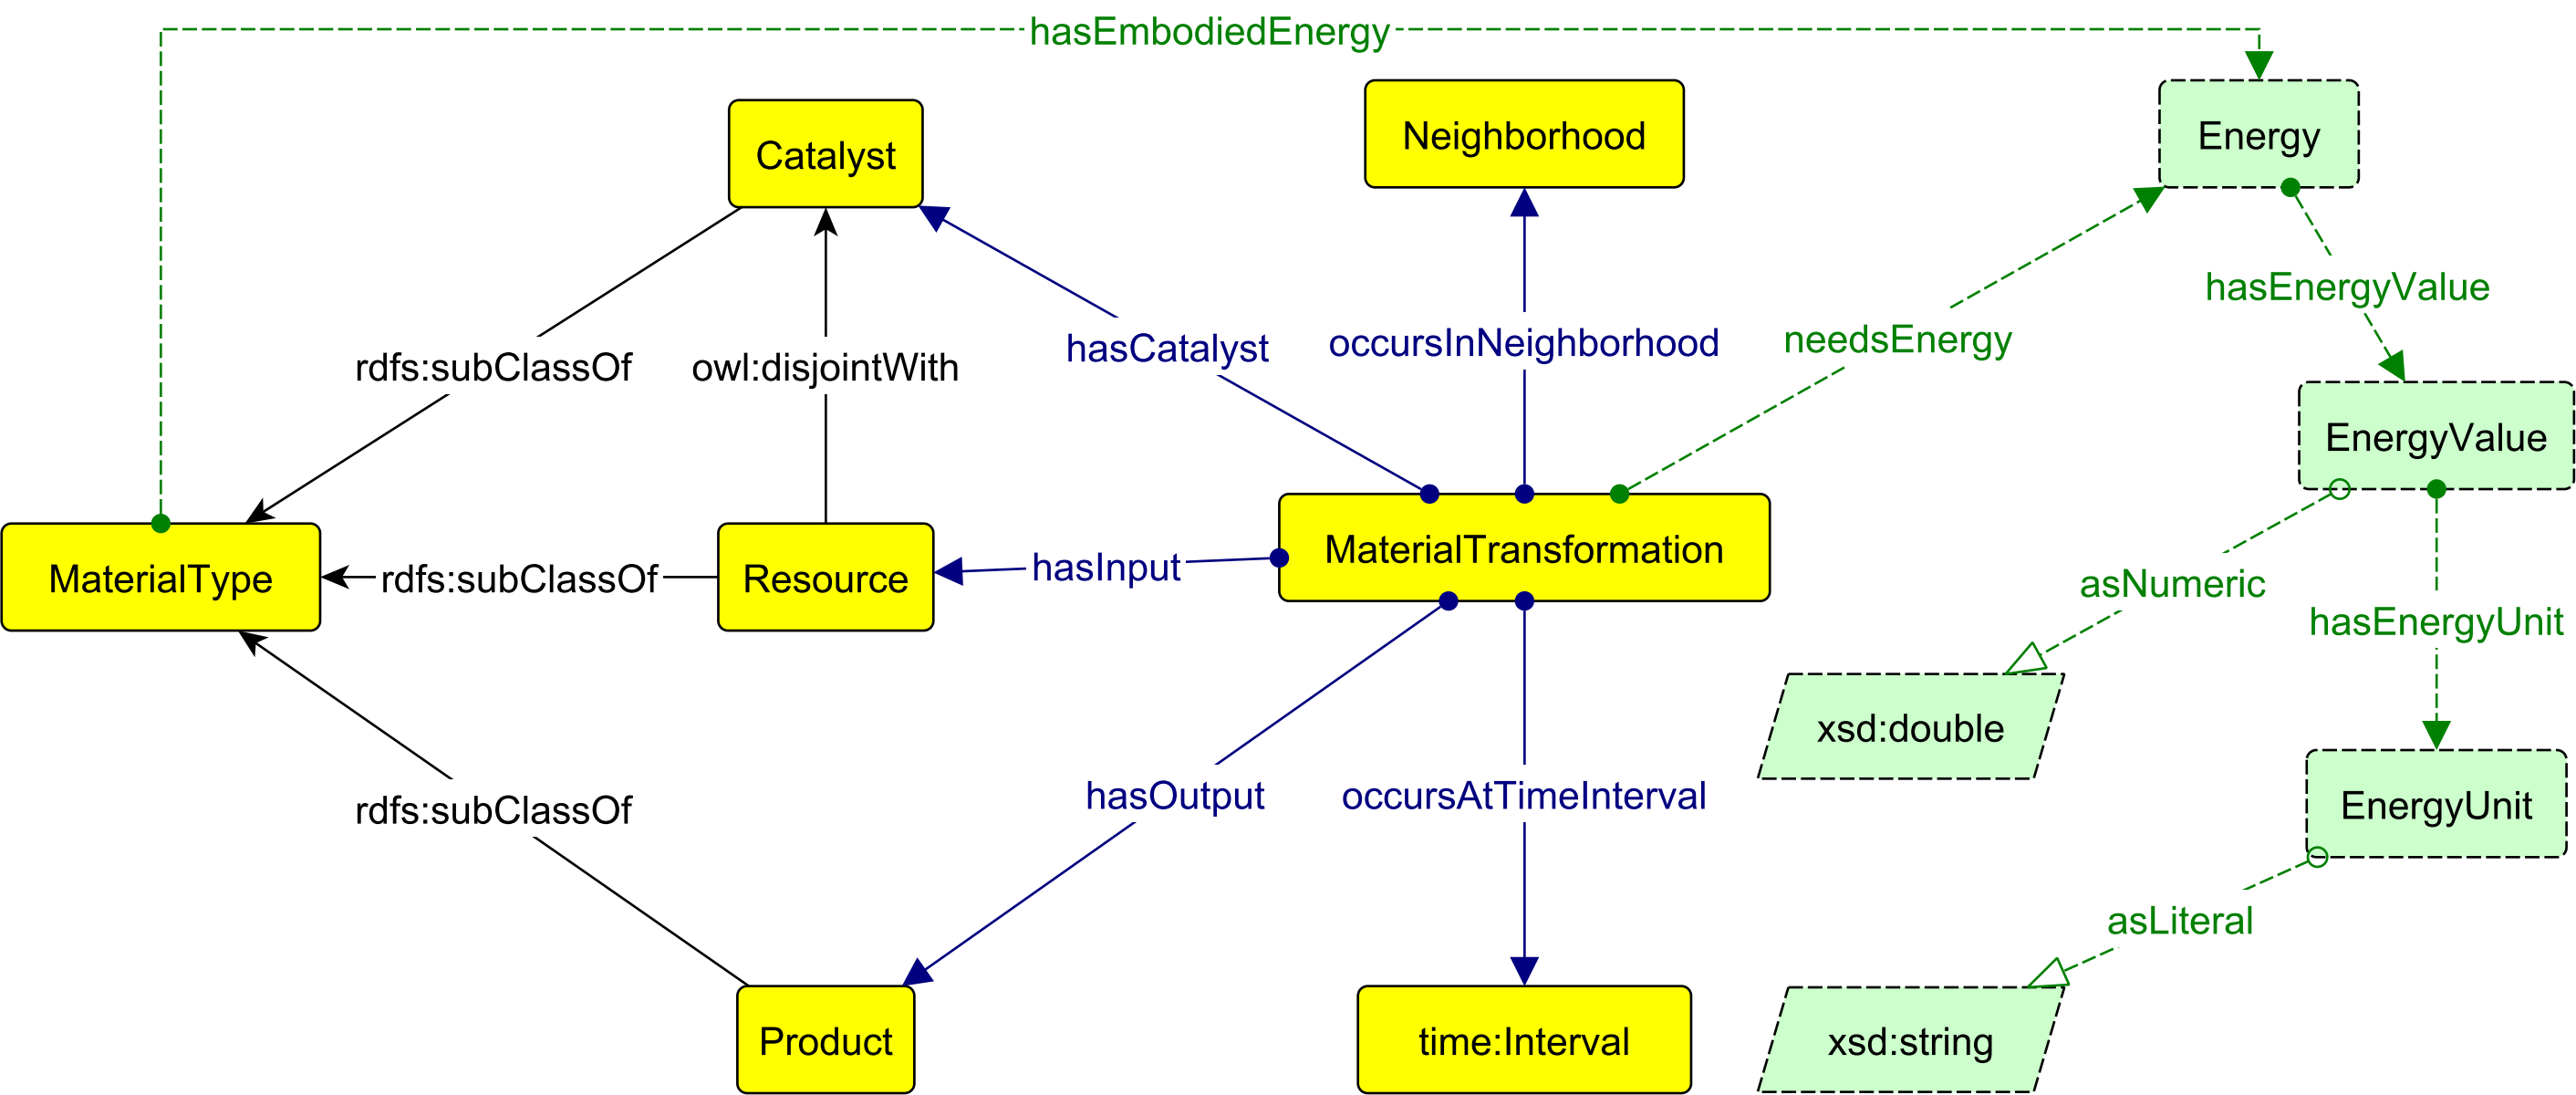 hasEmbodiedEnergy
Catalyst
Neighborhood
Energy
hasEnergyValue
rdfs:subClassOf
owl:disjointWith
hasCatalyst
occursInNeighborhood
needsEnergy
EnergyValue
MaterialType
rdfs:subClassOf
Resource
hasInput
MaterialTransformation
asNumeric
hasEnergyUnit
xsd:double
rdfs:subClassOf
hasOutput
occursAtTimeInterval
EnergyUnit
asLiteral
Product
time:Interval
xsd:string